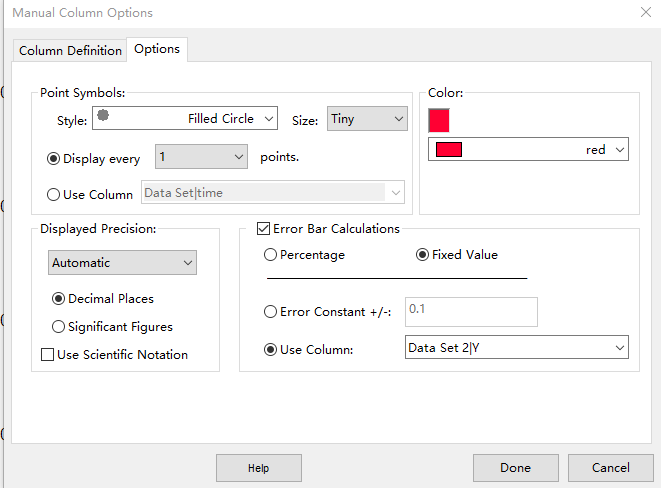 Manual Column Options
Column Definition
Options
Point Symbols:
Style:
Filled Circle
Size:
Tiny
Display every
1
points.
Use Column
Data Set|time
Color:
red
Displayed Precision:
Automatic
Decimal Places
Significant Figures
Use Scientific Notation
Error Bar Calculations
Percentage
Fixed Value
Error Constant +/-:
0.1
Use Column:
Data Set 2|Y
Help
Done
Cancel